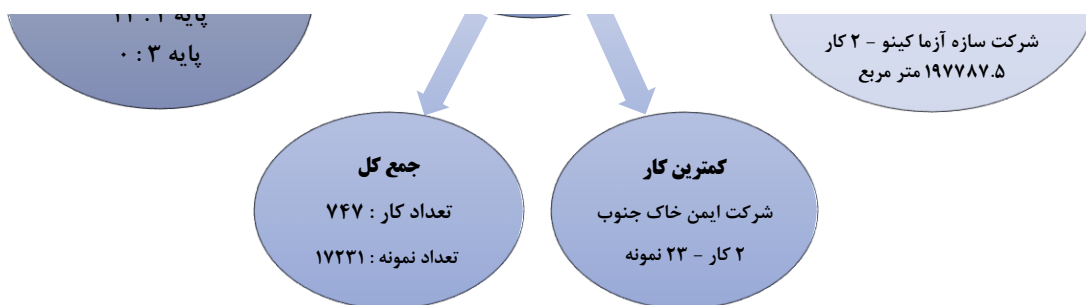 پایه ۳ : ۰
شرکت سازه آزما کینو - ۲ کار
۱۹۷۷۸۷.۵ متر مربع
کمترین کار
شرکت ایمن خاک جنوب
۲ کار - ۲۳ نمونه
جمع کل
تعداد کار : ۷۴۷
تعداد نمونه : ۱۷۲۳۱